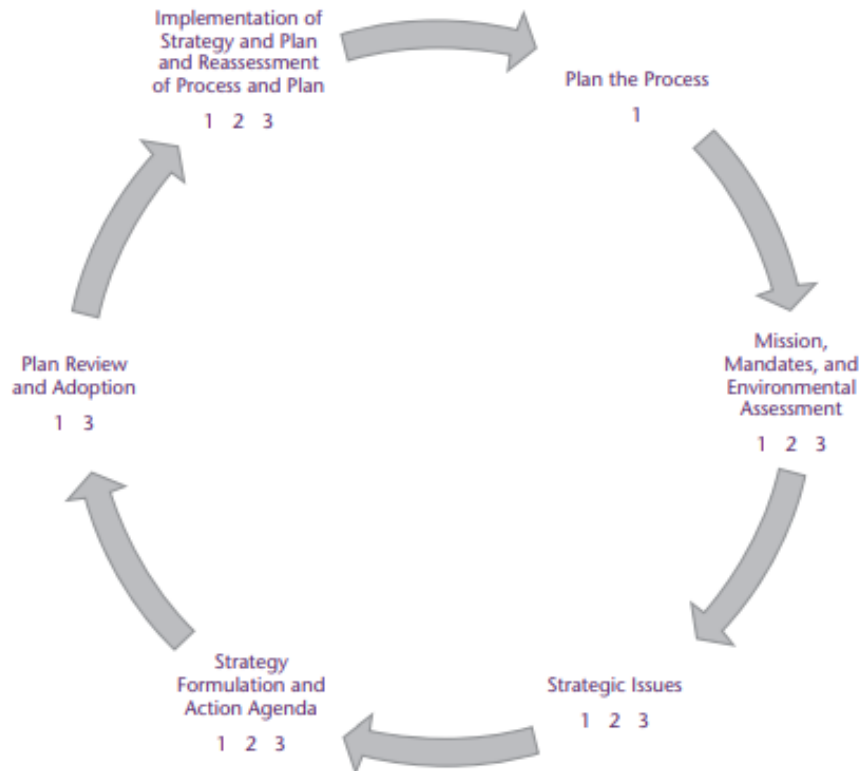 Implementation of
Strategy and Plan
and Reassessment
of Process and Plan
1 2 3
Plan the Process
1
Mission,
Mandates, and
Environmental
Assessment
1 2 3
Strategic Issues
1 2 3
Strategy
Formulation and
Action Agenda
1 2 3
Plan Review
and Adoption
1 3